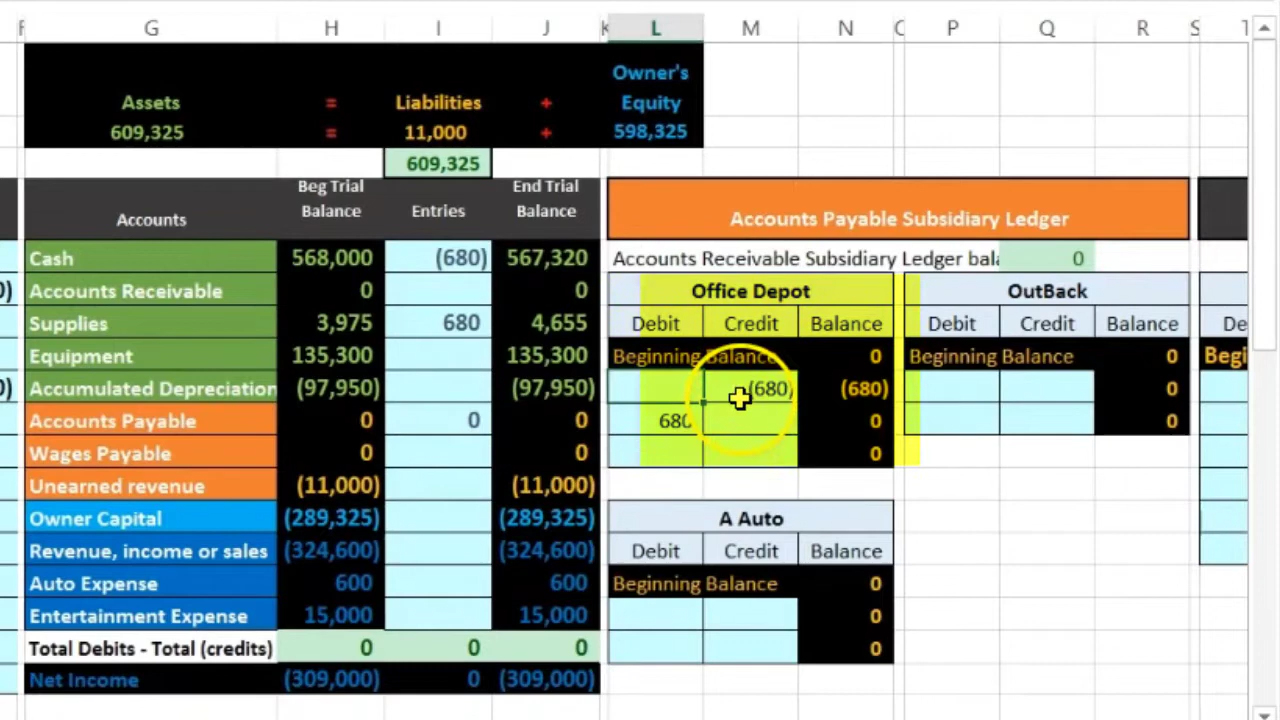 F G H I J K L M N O P Q R S T
Owner's
Assets = Liabilities + Equity
609,325 = 11,000 + 598,325
609,325
Accounts Beg Trial Balance Entries End Trial Balance
Accounts Payable Subsidiary Ledger
Cash 568,000 (680) 567,320 Accounts Receivable Subsidiary Ledger bala 0
0) Accounts Receivable 0 0 Office Depot OutBack
Supplies 3,975 680 4,655 Debit Credit Balance Debit Credit Balance De
Equipment 135,300 135,300 Beginning Balance 0 Beginning Balance 0 Begi
0) Accumulated Depreciation (97,950) (97,950) (680) (680) 0
Accounts Payable 0 0 0 680 0 0
Wages Payable 0 0 0
Unearned revenue (11,000) (11,000)
Owner Capital (289,325) (289,325) A Auto
Revenue, income or sales (324,600) (324,600) Debit Credit Balance
Auto Expense 600 600 Beginning Balance 0
Entertainment Expense 15,000 15,000 0
Total Debits - Total (credits) 0 0 0 0
Net Income (309,000) 0 (309,000)